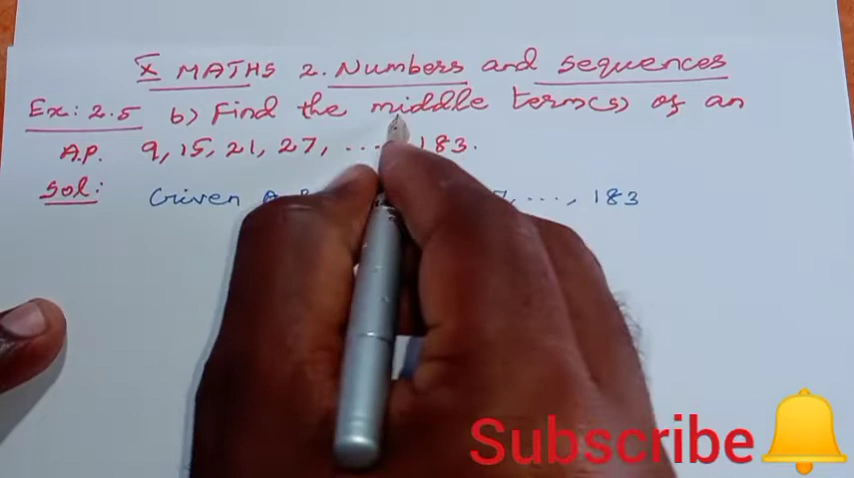 X MATHS 2. Numbers and sequences
Ex: 2.5 b) Find the middle term(s) of an
A.P. 9, 15, 21, 27, ... 183.
Sol: Given 7, ..., 183
Subscribe